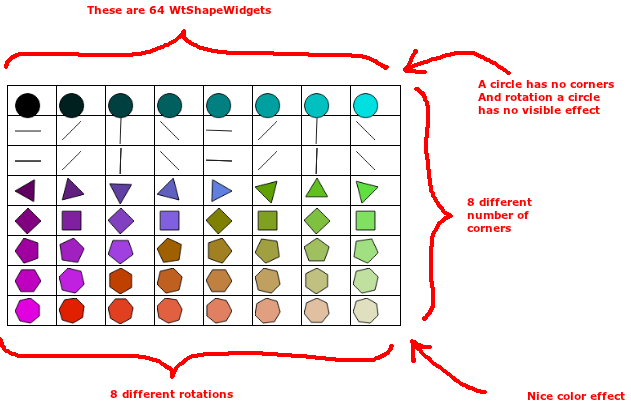 These are 64 WtShapeWidgets
A circle has no corners
And rotation a circle
has no visible effect
8 different
number of
corners
8 different rotations
Nice color effect